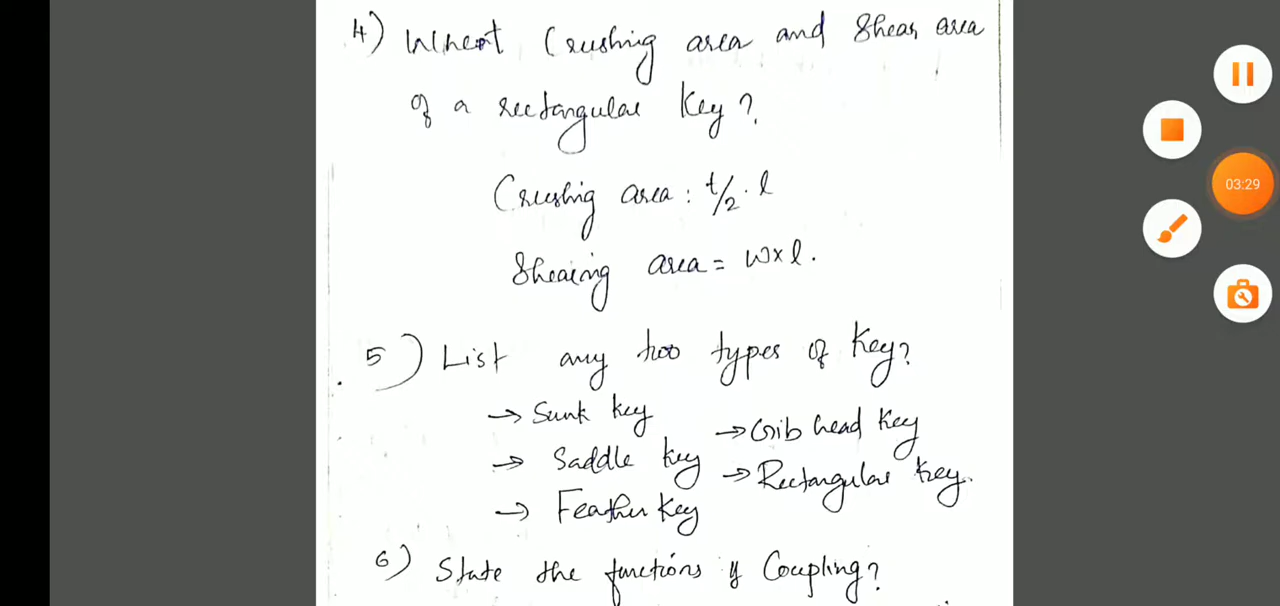 4) What Crushing area and Shear area
of a rectangular key?
Crushing area : t/2 . l
Shearing area = w x l.
5) List any two types of key?
→ Sunk key
→ Gib head key
→ Saddle key
→ Rectangular key.
→ Feather key
6) State the functions of Coupling?
03:29